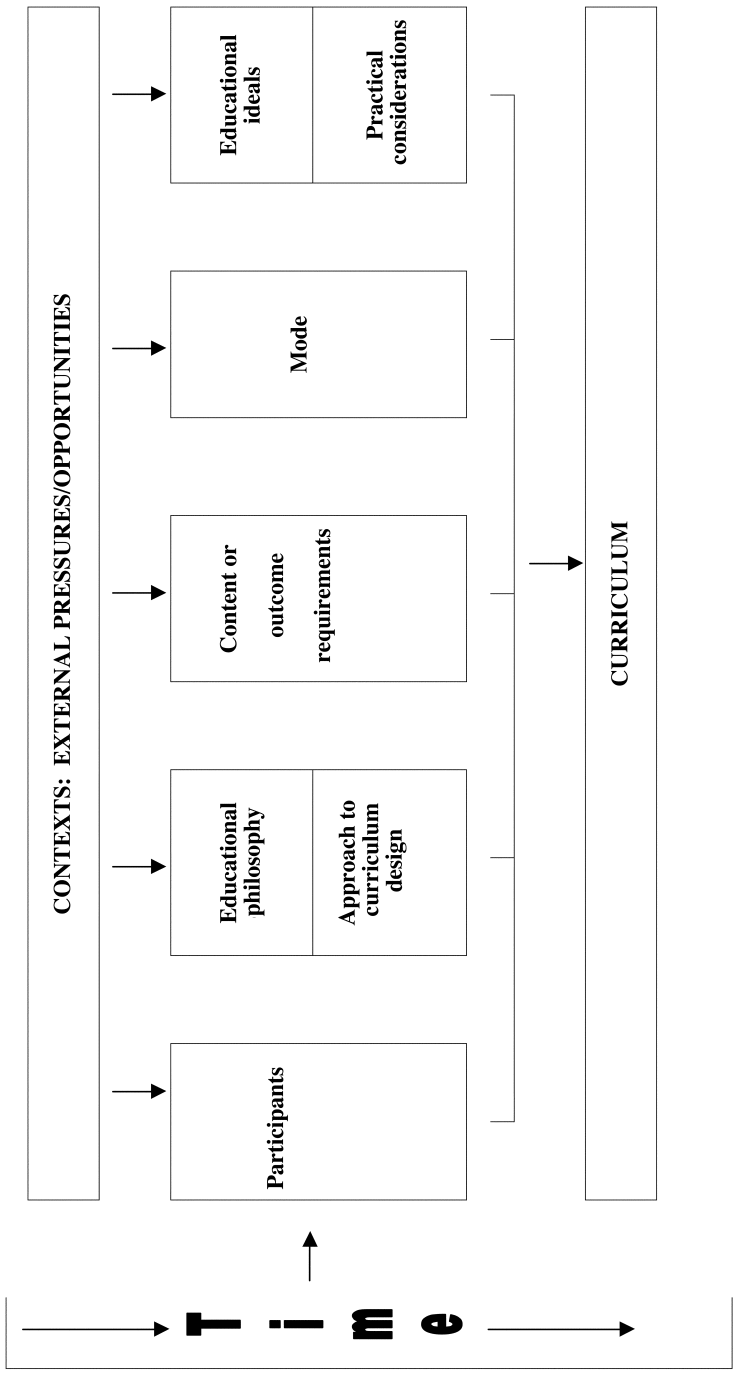 CONTEXTS: EXTERNAL PRESSURES/OPPORTUNITIES
T
i
m
e
Participants
Educational
philosophy
Approach to
curriculum
design
Content or
outcome
requirements
Mode
Educational
ideals
Practical
considerations
CURRICULUM